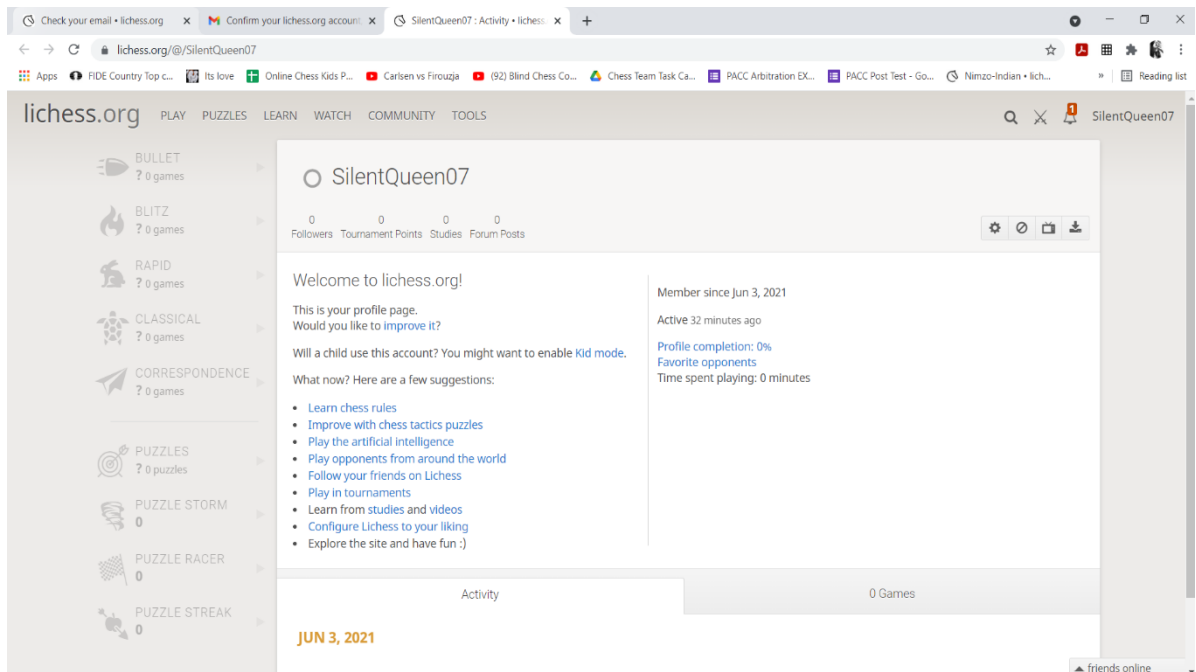 Check your email • lichess.org
Confirm your lichess.org account
SilentQueen07 : Activity • lichess
lichess.org/@/SilentQueen07
Apps FIDE Country Top c... Its love Online Chess Kids P... Carlsen vs Firouzja (92) Blind Chess Co... Chess Team Task Ca... PACC Arbitration EX... PACC Post Test - Go... Nimzo-Indian • lich... » Reading list
lichess.org PLAY PUZZLES LEARN WATCH COMMUNITY TOOLS 1 SilentQueen07
BULLET
? 0 games
BLITZ
? 0 games
RAPID
? 0 games
CLASSICAL
? 0 games
CORRESPONDENCE
? 0 games
PUZZLES
? 0 puzzles
PUZZLE STORM
0
PUZZLE RACER
0
PUZZLE STREAK
0
SilentQueen07
0 0 0 0
Followers Tournament Points Studies Forum Posts
Welcome to lichess.org!
This is your profile page.
Would you like to improve it?
Will a child use this account? You might want to enable Kid mode.
What now? Here are a few suggestions:
• Learn chess rules
• Improve with chess tactics puzzles
• Play the artificial intelligence
• Play opponents from around the world
• Follow your friends on Lichess
• Play in tournaments
• Learn from studies and videos
• Configure Lichess to your liking
• Explore the site and have fun :)
Member since Jun 3, 2021
Active 32 minutes ago
Profile completion: 0%
Favorite opponents
Time spent playing: 0 minutes
Activity 0 Games
JUN 3, 2021
friends online